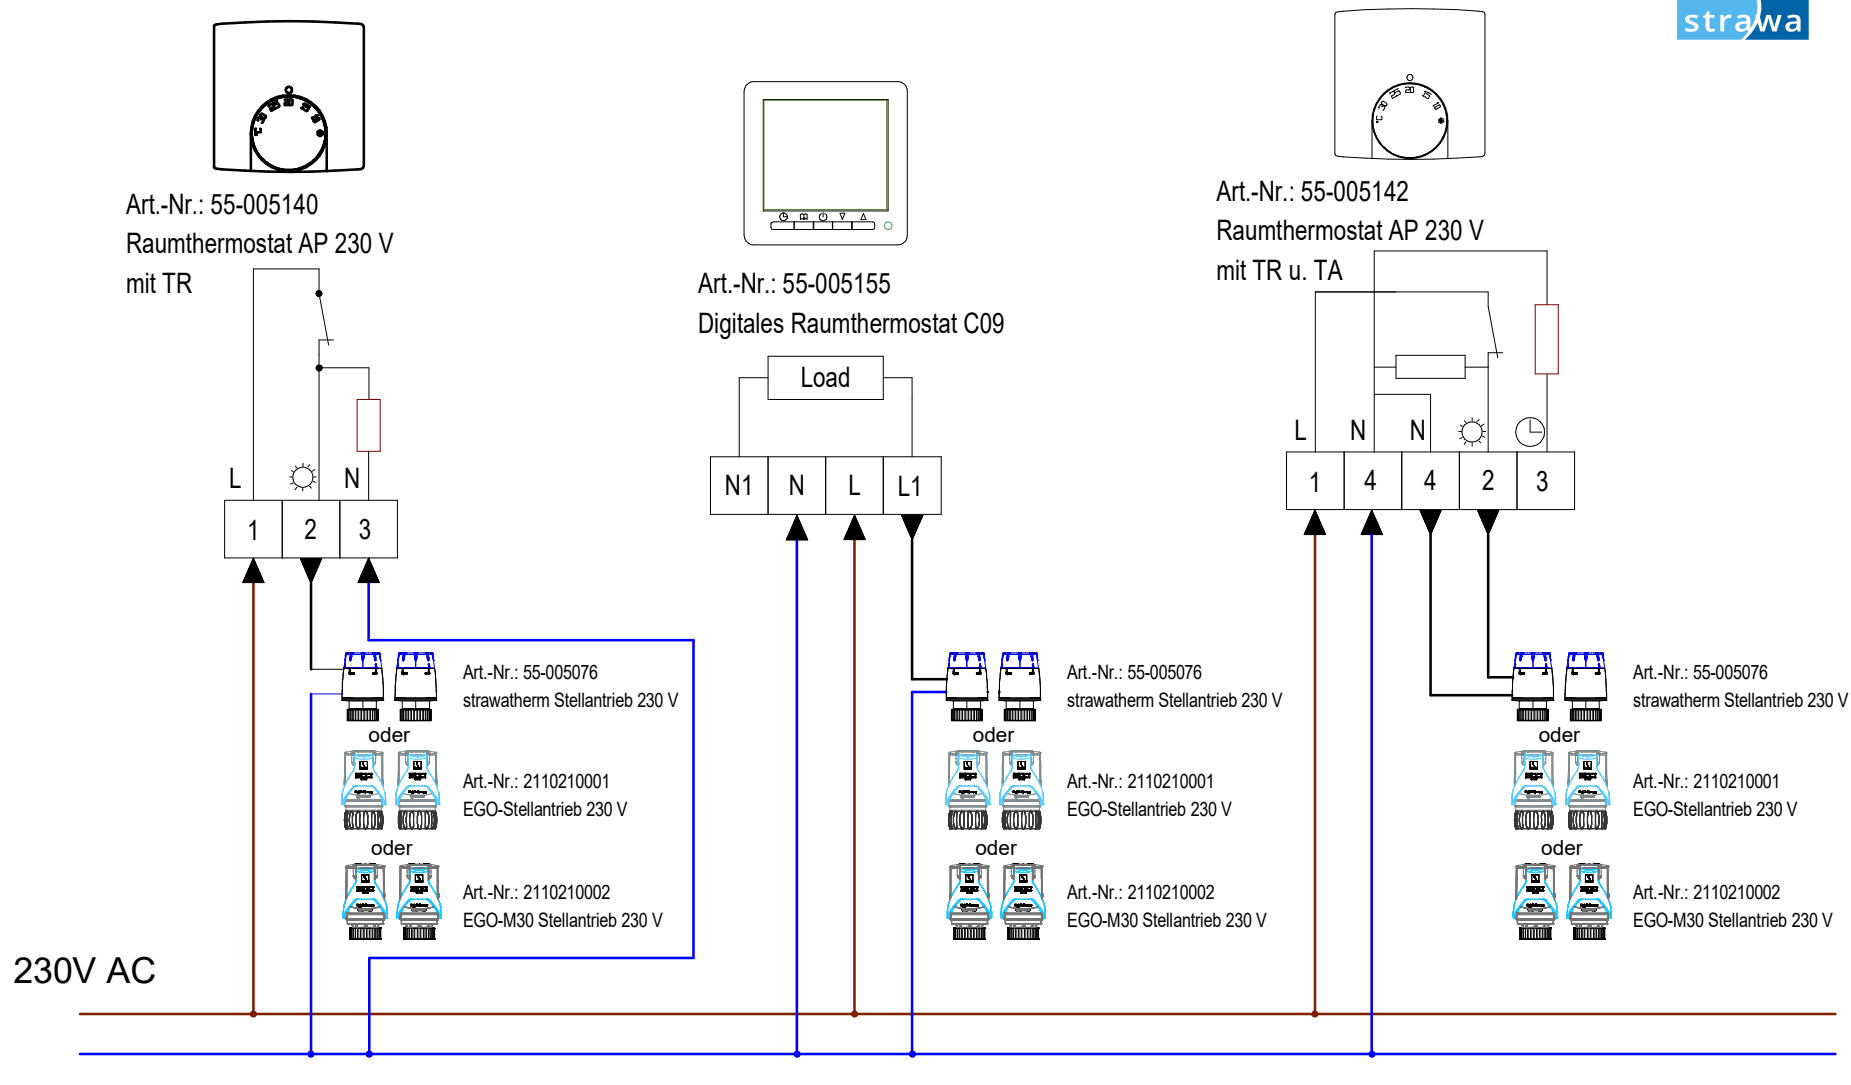 strawa
Art.-Nr.: 55-005140
Raumthermostat AP 230 V
mit TR
L
N
1
2
3
Art.-Nr.: 55-005076
strawatherm Stellantrieb 230 V
oder
Art.-Nr.: 2110210001
EGO-Stellantrieb 230 V
oder
Art.-Nr.: 2110210002
EGO-M30 Stellantrieb 230 V
Art.-Nr.: 55-005155
Digitales Raumthermostat C09
Load
N1
N
L
L1
Art.-Nr.: 55-005076
strawatherm Stellantrieb 230 V
oder
Art.-Nr.: 2110210001
EGO-Stellantrieb 230 V
oder
Art.-Nr.: 2110210002
EGO-M30 Stellantrieb 230 V
°C 30 25 20 15 10
Art.-Nr.: 55-005142
Raumthermostat AP 230 V
mit TR u. TA
L
N
N
1
4
4
2
3
Art.-Nr.: 55-005076
strawatherm Stellantrieb 230 V
oder
Art.-Nr.: 2110210001
EGO-Stellantrieb 230 V
oder
Art.-Nr.: 2110210002
EGO-M30 Stellantrieb 230 V
230V AC